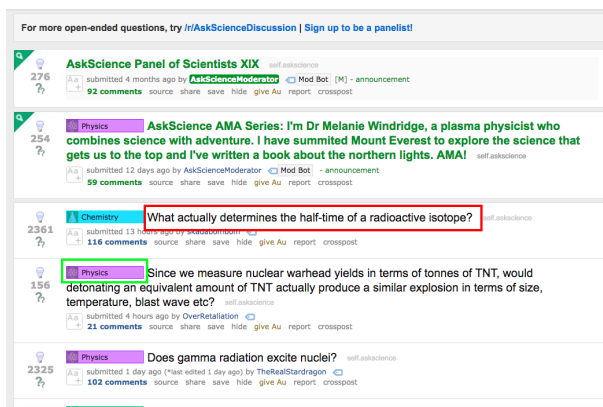 For more open-ended questions, try /r/AskScienceDiscussion | Sign up to be a panelist!
276
??
AskScience Panel of Scientists XIX self.askscience
Aa+ submitted 4 months ago by AskScienceModerator Mod Bot [M] - announcement
92 comments source share save hide give Au report crosspost
254
??
Physics AskScience AMA Series: I'm Dr Melanie Windridge, a plasma physicist who
combines science with adventure. I have summited Mount Everest to explore the science that
gets us to the top and I've written a book about the northern lights. AMA! self.askscience
Aa+ submitted 12 days ago by AskScienceModerator Mod Bot - announcement
59 comments source share save hide give Au report crosspost
2361
??
Chemistry What actually determines the half-time of a radioactive isotope? self.askscience
Aa+ submitted 13 hours ago by skadabombom
116 comments source share save hide give Au report crosspost
156
??
Physics Since we measure nuclear warhead yields in terms of tonnes of TNT, would
detonating an equivalent amount of TNT actually produce a similar explosion in terms of size,
temperature, blast wave etc? self.askscience
Aa+ submitted 4 hours ago by OverRetaliation
21 comments source share save hide give Au report crosspost
2325
??
Physics Does gamma radiation excite nuclei? self.askscience
Aa+ submitted 1 day ago (*last edited 1 day ago) by TheRealStardragon
102 comments source share save hide give Au report crosspost